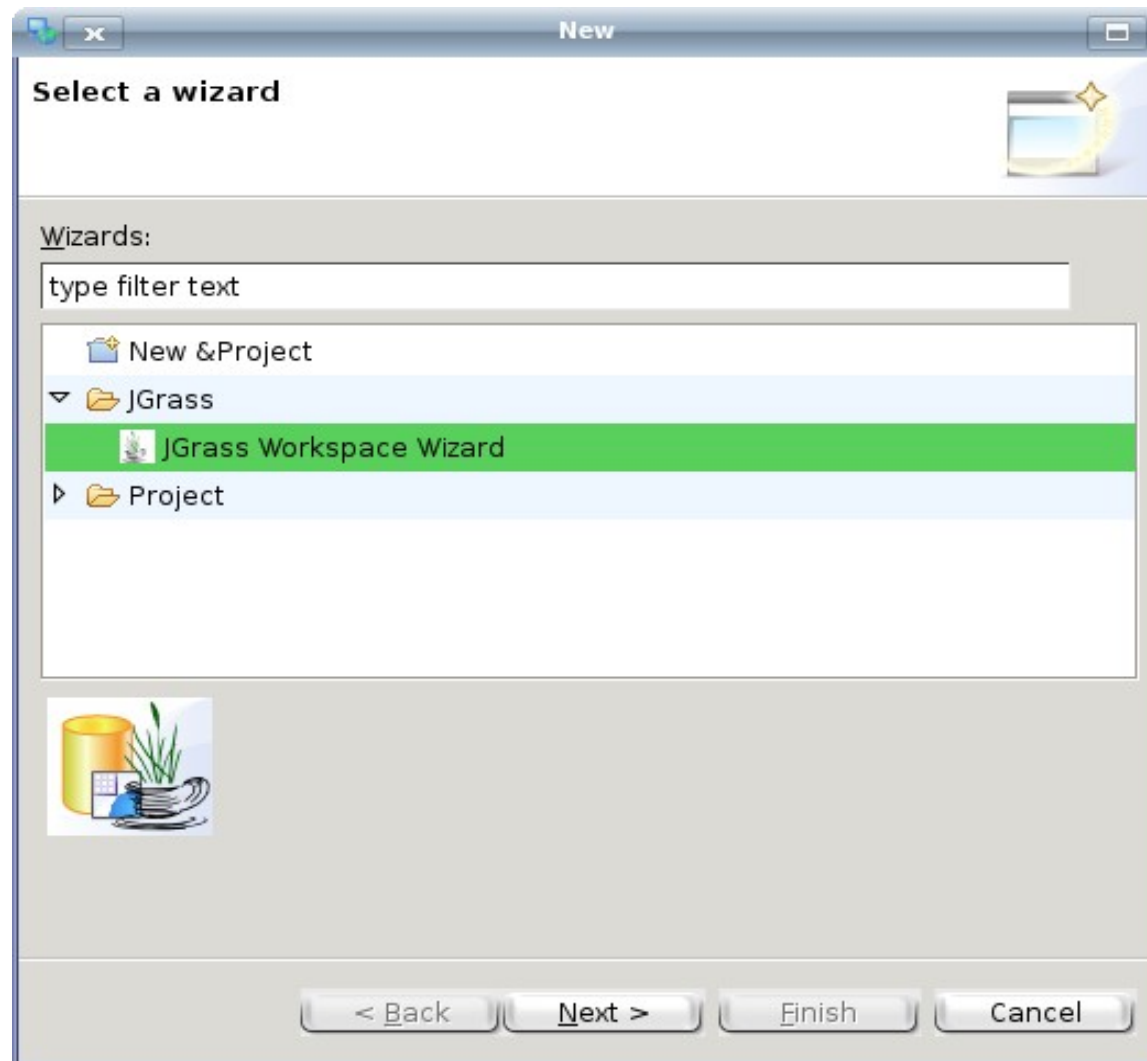 New
Select a wizard
Wizards:
type filter text
New &Project
JGrass
JGrass Workspace Wizard
Project
< Back Next > Finish Cancel